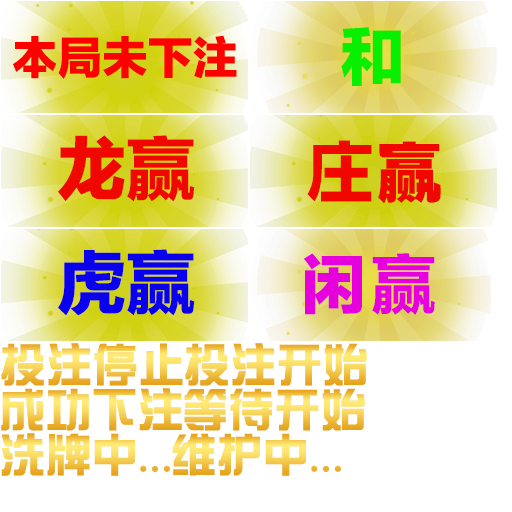 本局未下注
和
龙赢
庄赢
虎赢
闲赢
投注停止投注开始
成功下注等待开始
洗牌中...维护中...